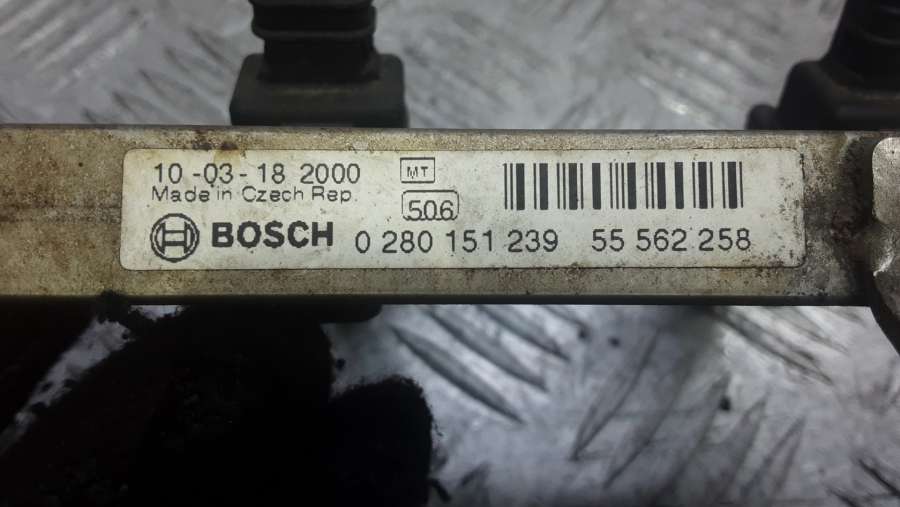 10 -03- 18 2000
Made in Czech Rep.
MT
506
BOSCH 0 280 151 239 55 562 258